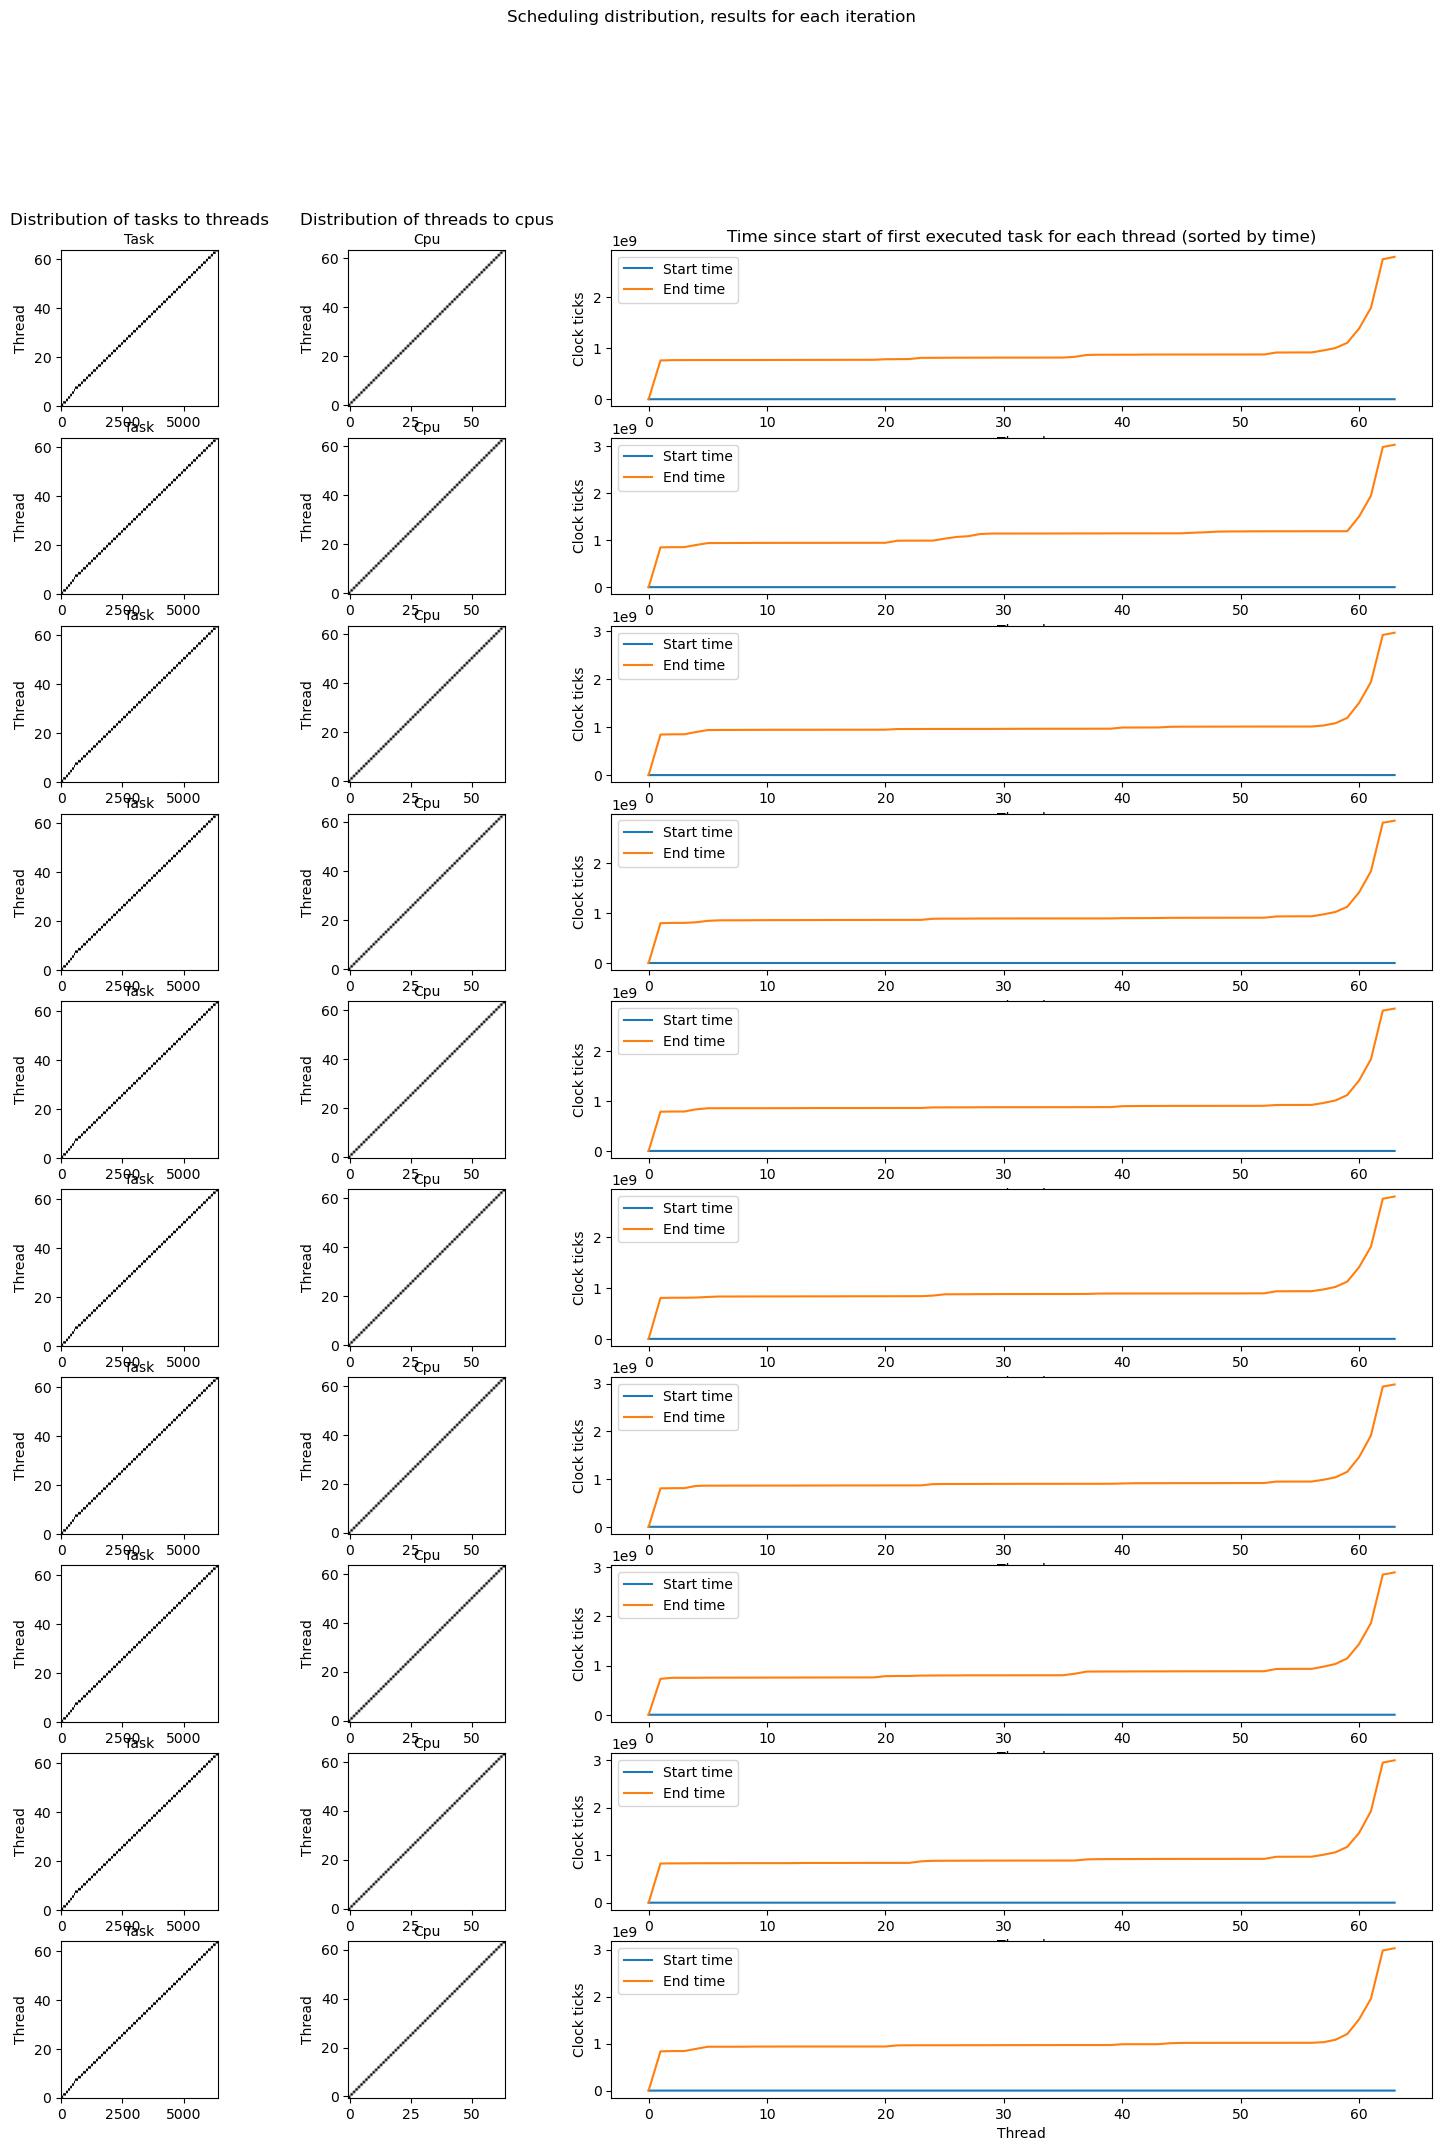 Scheduling distribution, results for each iteration
Distribution of tasks to threads
Distribution of threads to cpus
Time since start of first executed task for each thread (sorted by time)
Task
Thread
60
40
20
0
0 2500 5000
Cpu
Thread
60
40
20
0
0 25 50
1e9
Clock ticks
Start time
End time
2
1
0
0 10 20 30 40 50 60
Task
Thread
60
40
20
0
0 2500 5000
Cpu
Thread
60
40
20
0
0 25 50
1e9
Clock ticks
Start time
End time
3
2
1
0
0 10 20 30 40 50 60
Task
Thread
60
40
20
0
0 2500 5000
Cpu
Thread
60
40
20
0
0 25 50
1e9
Clock ticks
Start time
End time
3
2
1
0
0 10 20 30 40 50 60
Task
Thread
60
40
20
0
0 2500 5000
Cpu
Thread
60
40
20
0
0 25 50
1e9
Clock ticks
Start time
End time
2
1
0
0 10 20 30 40 50 60
Task
Thread
60
40
20
0
0 2500 5000
Cpu
Thread
60
40
20
0
0 25 50
1e9
Clock ticks
Start time
End time
2
1
0
0 10 20 30 40 50 60
Task
Thread
60
40
20
0
0 2500 5000
Cpu
Thread
60
40
20
0
0 25 50
1e9
Clock ticks
Start time
End time
2
1
0
0 10 20 30 40 50 60
Task
Thread
60
40
20
0
0 2500 5000
Cpu
Thread
60
40
20
0
0 25 50
1e9
Clock ticks
Start time
End time
3
2
1
0
0 10 20 30 40 50 60
Task
Thread
60
40
20
0
0 2500 5000
Cpu
Thread
60
40
20
0
0 25 50
1e9
Clock ticks
Start time
End time
3
2
1
0
0 10 20 30 40 50 60
Task
Thread
60
40
20
0
0 2500 5000
Cpu
Thread
60
40
20
0
0 25 50
1e9
Clock ticks
Start time
End time
3
2
1
0
0 10 20 30 40 50 60
Task
Thread
60
40
20
0
0 2500 5000
Cpu
Thread
60
40
20
0
0 25 50
1e9
Clock ticks
Start time
End time
3
2
1
0
0 10 20 30 40 50 60
Thread